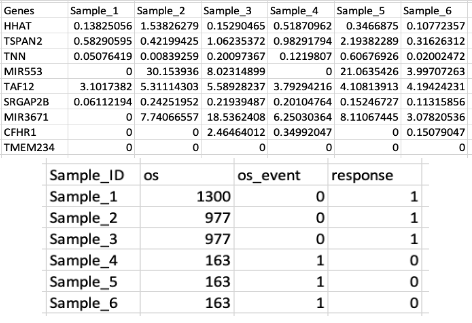 Genes Sample_1 Sample_2 Sample_3 Sample_4 Sample_5 Sample_6
HHAT 0.13825056 1.53826279 0.15290465 0.51870962 0.3466875 0.10772357
TSPAN2 0.58290595 0.42199425 1.06235372 0.98291794 2.19382289 0.31626312
TNN 0.05076419 0.00839259 0.20097367 0.1219807 0.60676926 0.02002472
MIR553 0 30.153936 8.02314899 0 21.0635426 3.99707263
TAF12 3.1017382 5.31114303 5.58928237 3.79294216 4.10813913 4.19424231
SRGAP2B 0.06112194 0.24251952 0.21939487 0.20104764 0.15246727 0.11315856
MIR3671 0 7.74066557 18.5362408 6.25030364 8.11067445 3.07820536
CFHR1 0 0 2.46464012 0.34992047 0 0.15079047
TMEM234 0 0 0 0 0 0
Sample_ID os os_event response
Sample_1 1300 0 1
Sample_2 977 0 1
Sample_3 977 0 1
Sample_4 163 1 0
Sample_5 163 1 0
Sample_6 163 1 0